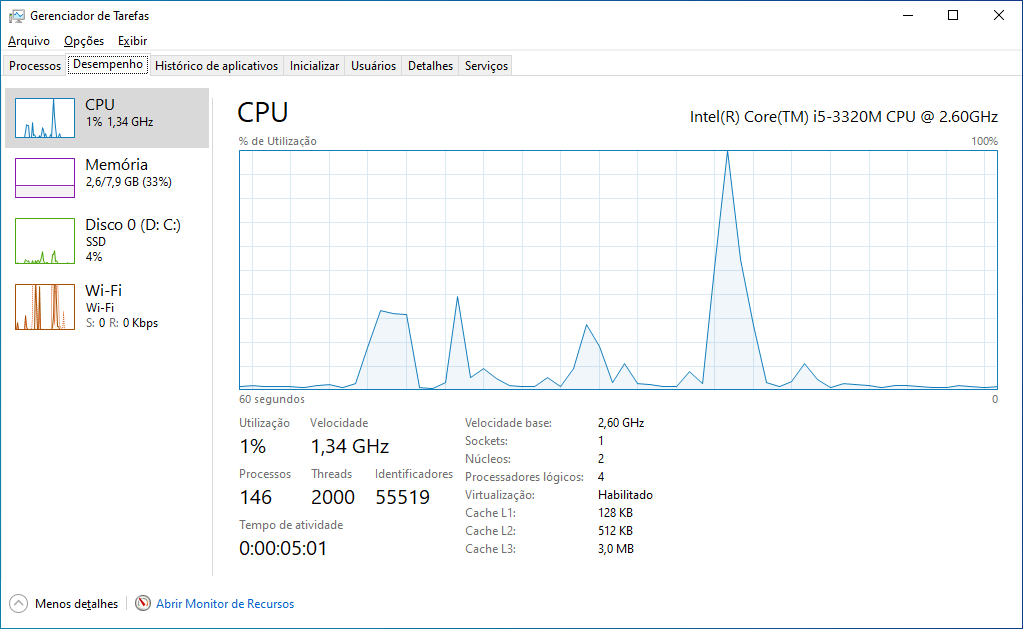 Gerenciador de Tarefas
Arquivo Opções Exibir
Processos Desempenho Histórico de aplicativos Inicializar Usuários Detalhes Serviços
CPU
1% 1,34 GHz
Memória
2,6/7,9 GB (33%)
Disco 0 (D: C:)
SSD
4%
Wi-Fi
Wi-Fi
S: 0 R: 0 Kbps
CPU
Intel(R) Core(TM) i5-3320M CPU @ 2.60GHz
% de Utilização 100%
60 segundos 0
Utilização Velocidade
1% 1,34 GHz
Processos Threads Identificadores
146 2000 55519
Tempo de atividade
0:00:05:01
Velocidade base: 2,60 GHz
Sockets: 1
Núcleos: 2
Processadores lógicos: 4
Virtualização: Habilitado
Cache L1: 128 KB
Cache L2: 512 KB
Cache L3: 3,0 MB
Menos detalhes Abrir Monitor de Recursos